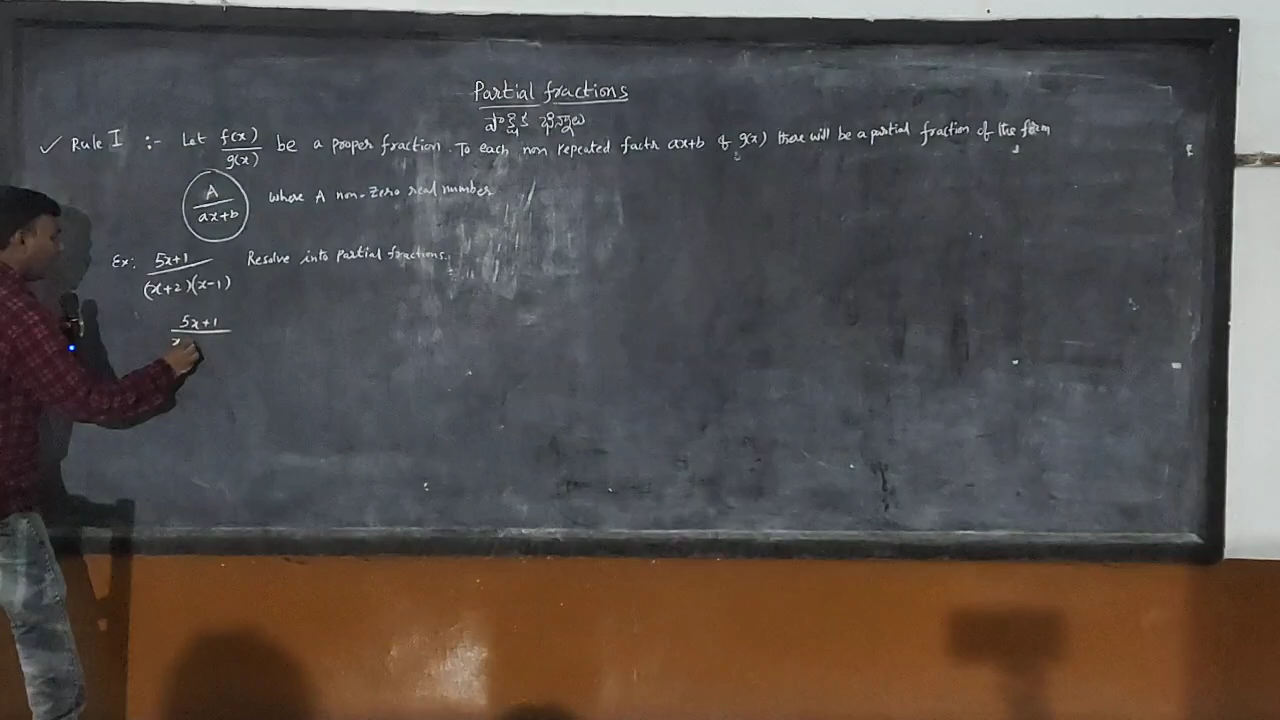 Partial fractions
పాక్షిక భిన్నాలు
✓ Rule I :- Let f(x)/g(x) be a proper fraction. To each non repeated factor ax+b of g(x) there will be a partial fraction of the form
A/(ax+b) where A non-zero real number
Ex: (5x+1)/((x+2)(x-1)) Resolve into partial fractions.
5x+1
x